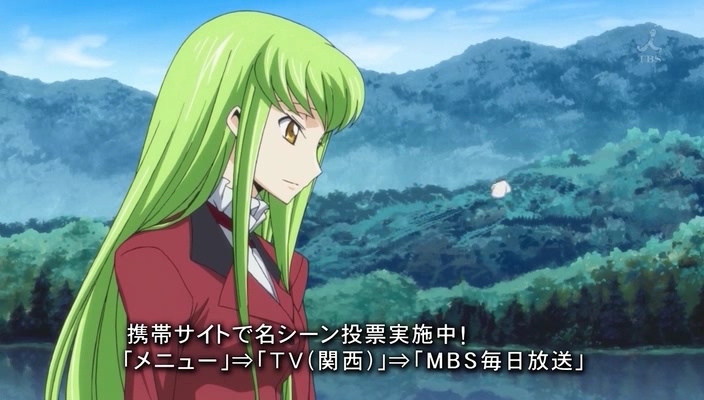 TBS
携帯サイトで名シーン投票実施中！
「メニュー」⇒「ＴＶ（関西）」⇒「ＭＢＳ毎日放送」